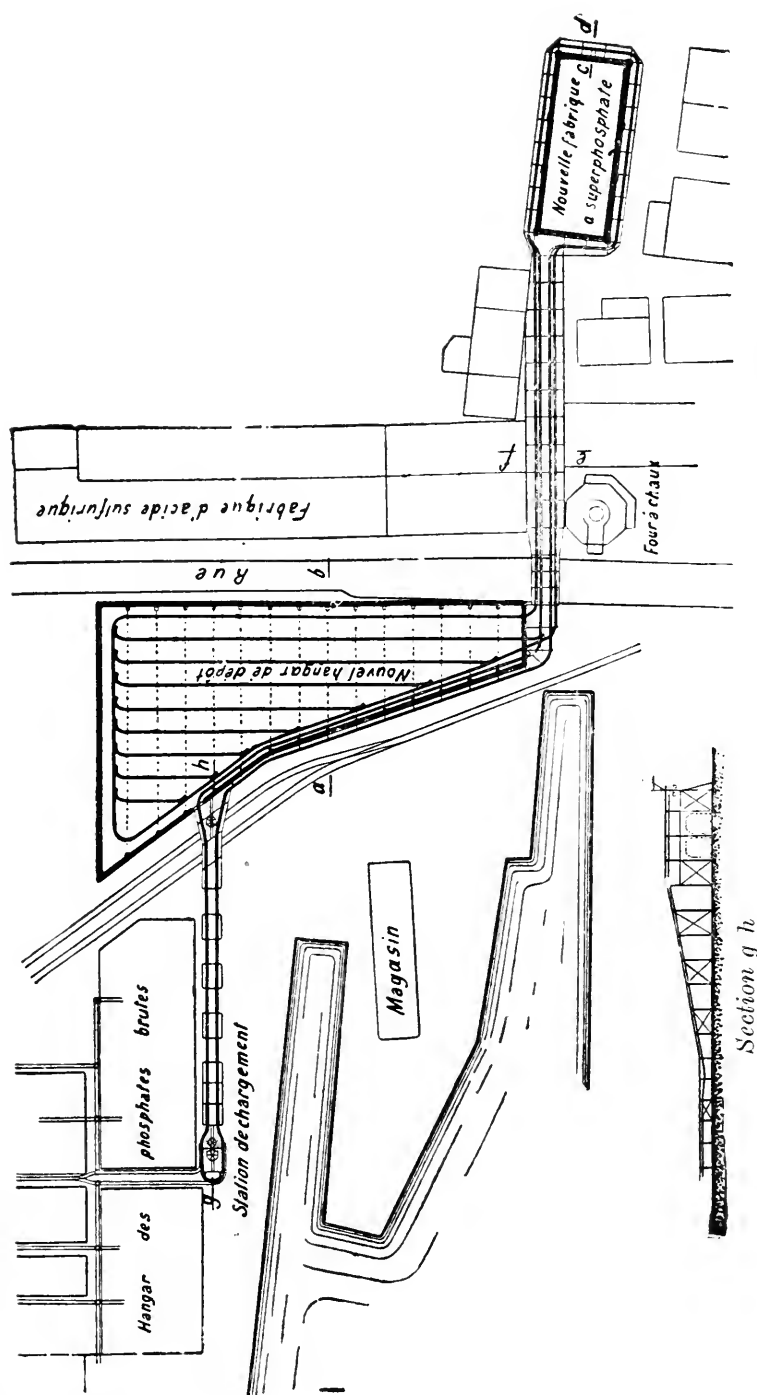 d
c
Nouvelle fabrique
a superphosphate
f
e
Four à chaux
Fabrique d'acide sulfurique
b
Rue
Nouvel hangar de dépôt
h
a
Magasin
phosphates brutes
Hangar des
Station de chargement
g
Section g h